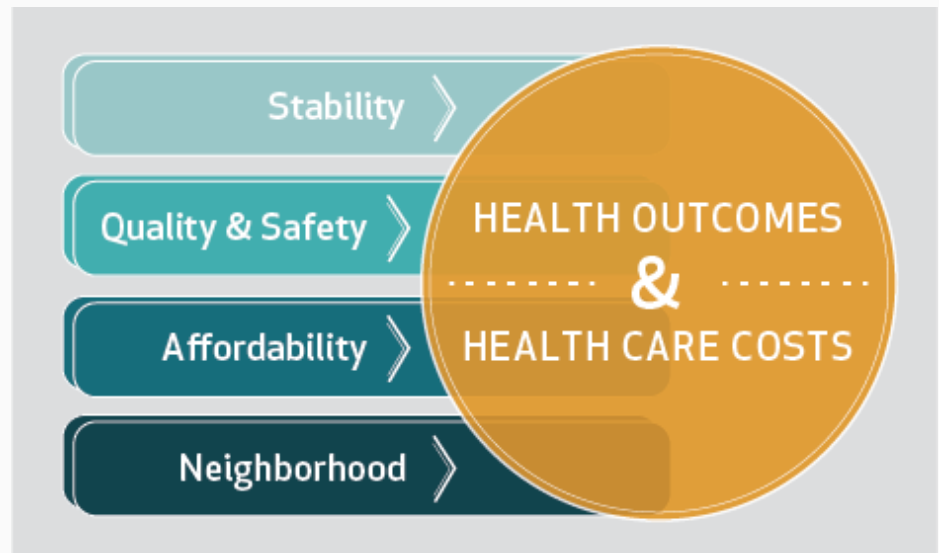 Stability
Quality & Safety
Affordability
Neighborhood
HEALTH OUTCOMES
&
HEALTH CARE COSTS